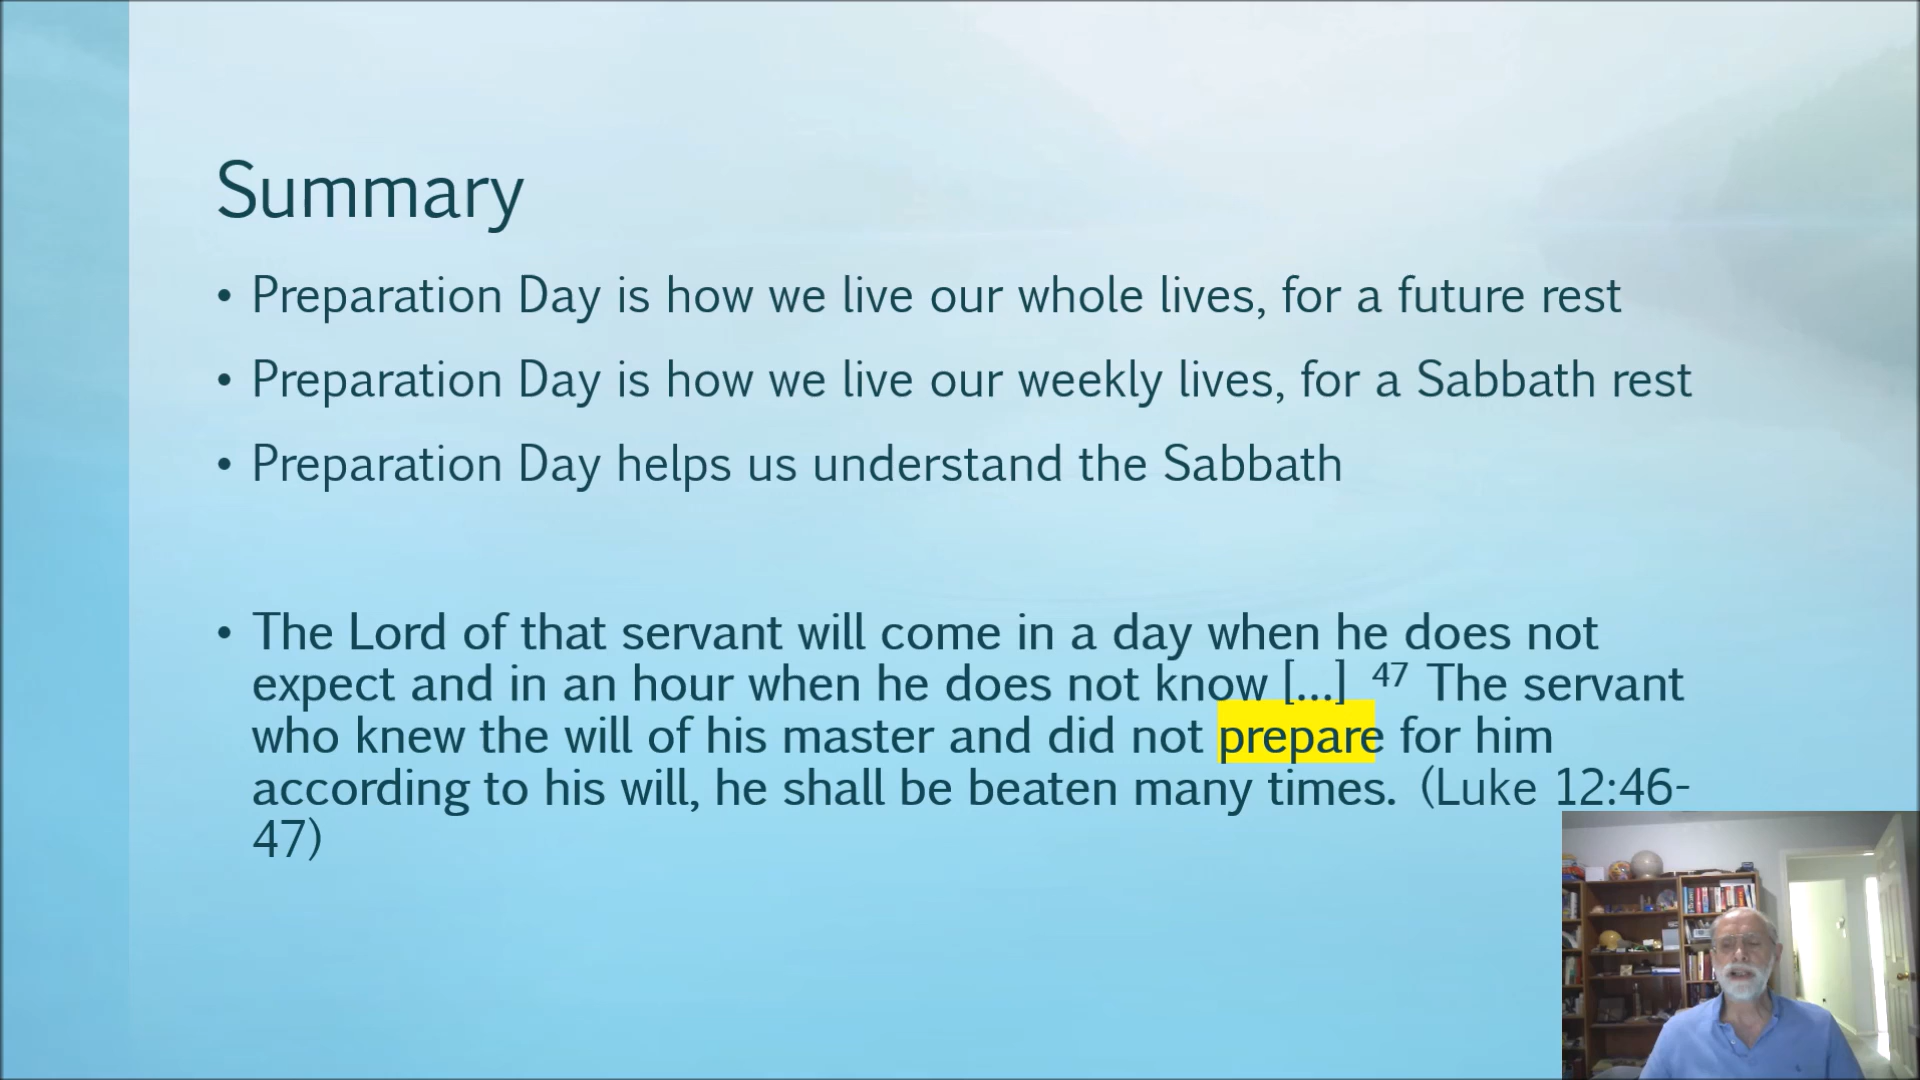 Summary
• Preparation Day is how we live our whole lives, for a future rest
• Preparation Day is how we live our weekly lives, for a Sabbath rest
• Preparation Day helps us understand the Sabbath
• The Lord of that servant will come in a day when he does not
expect and in an hour when he does not know [...] 47 The servant
who knew the will of his master and did not prepare for him
according to his will, he shall be beaten many times. (Luke 12:46-
47)